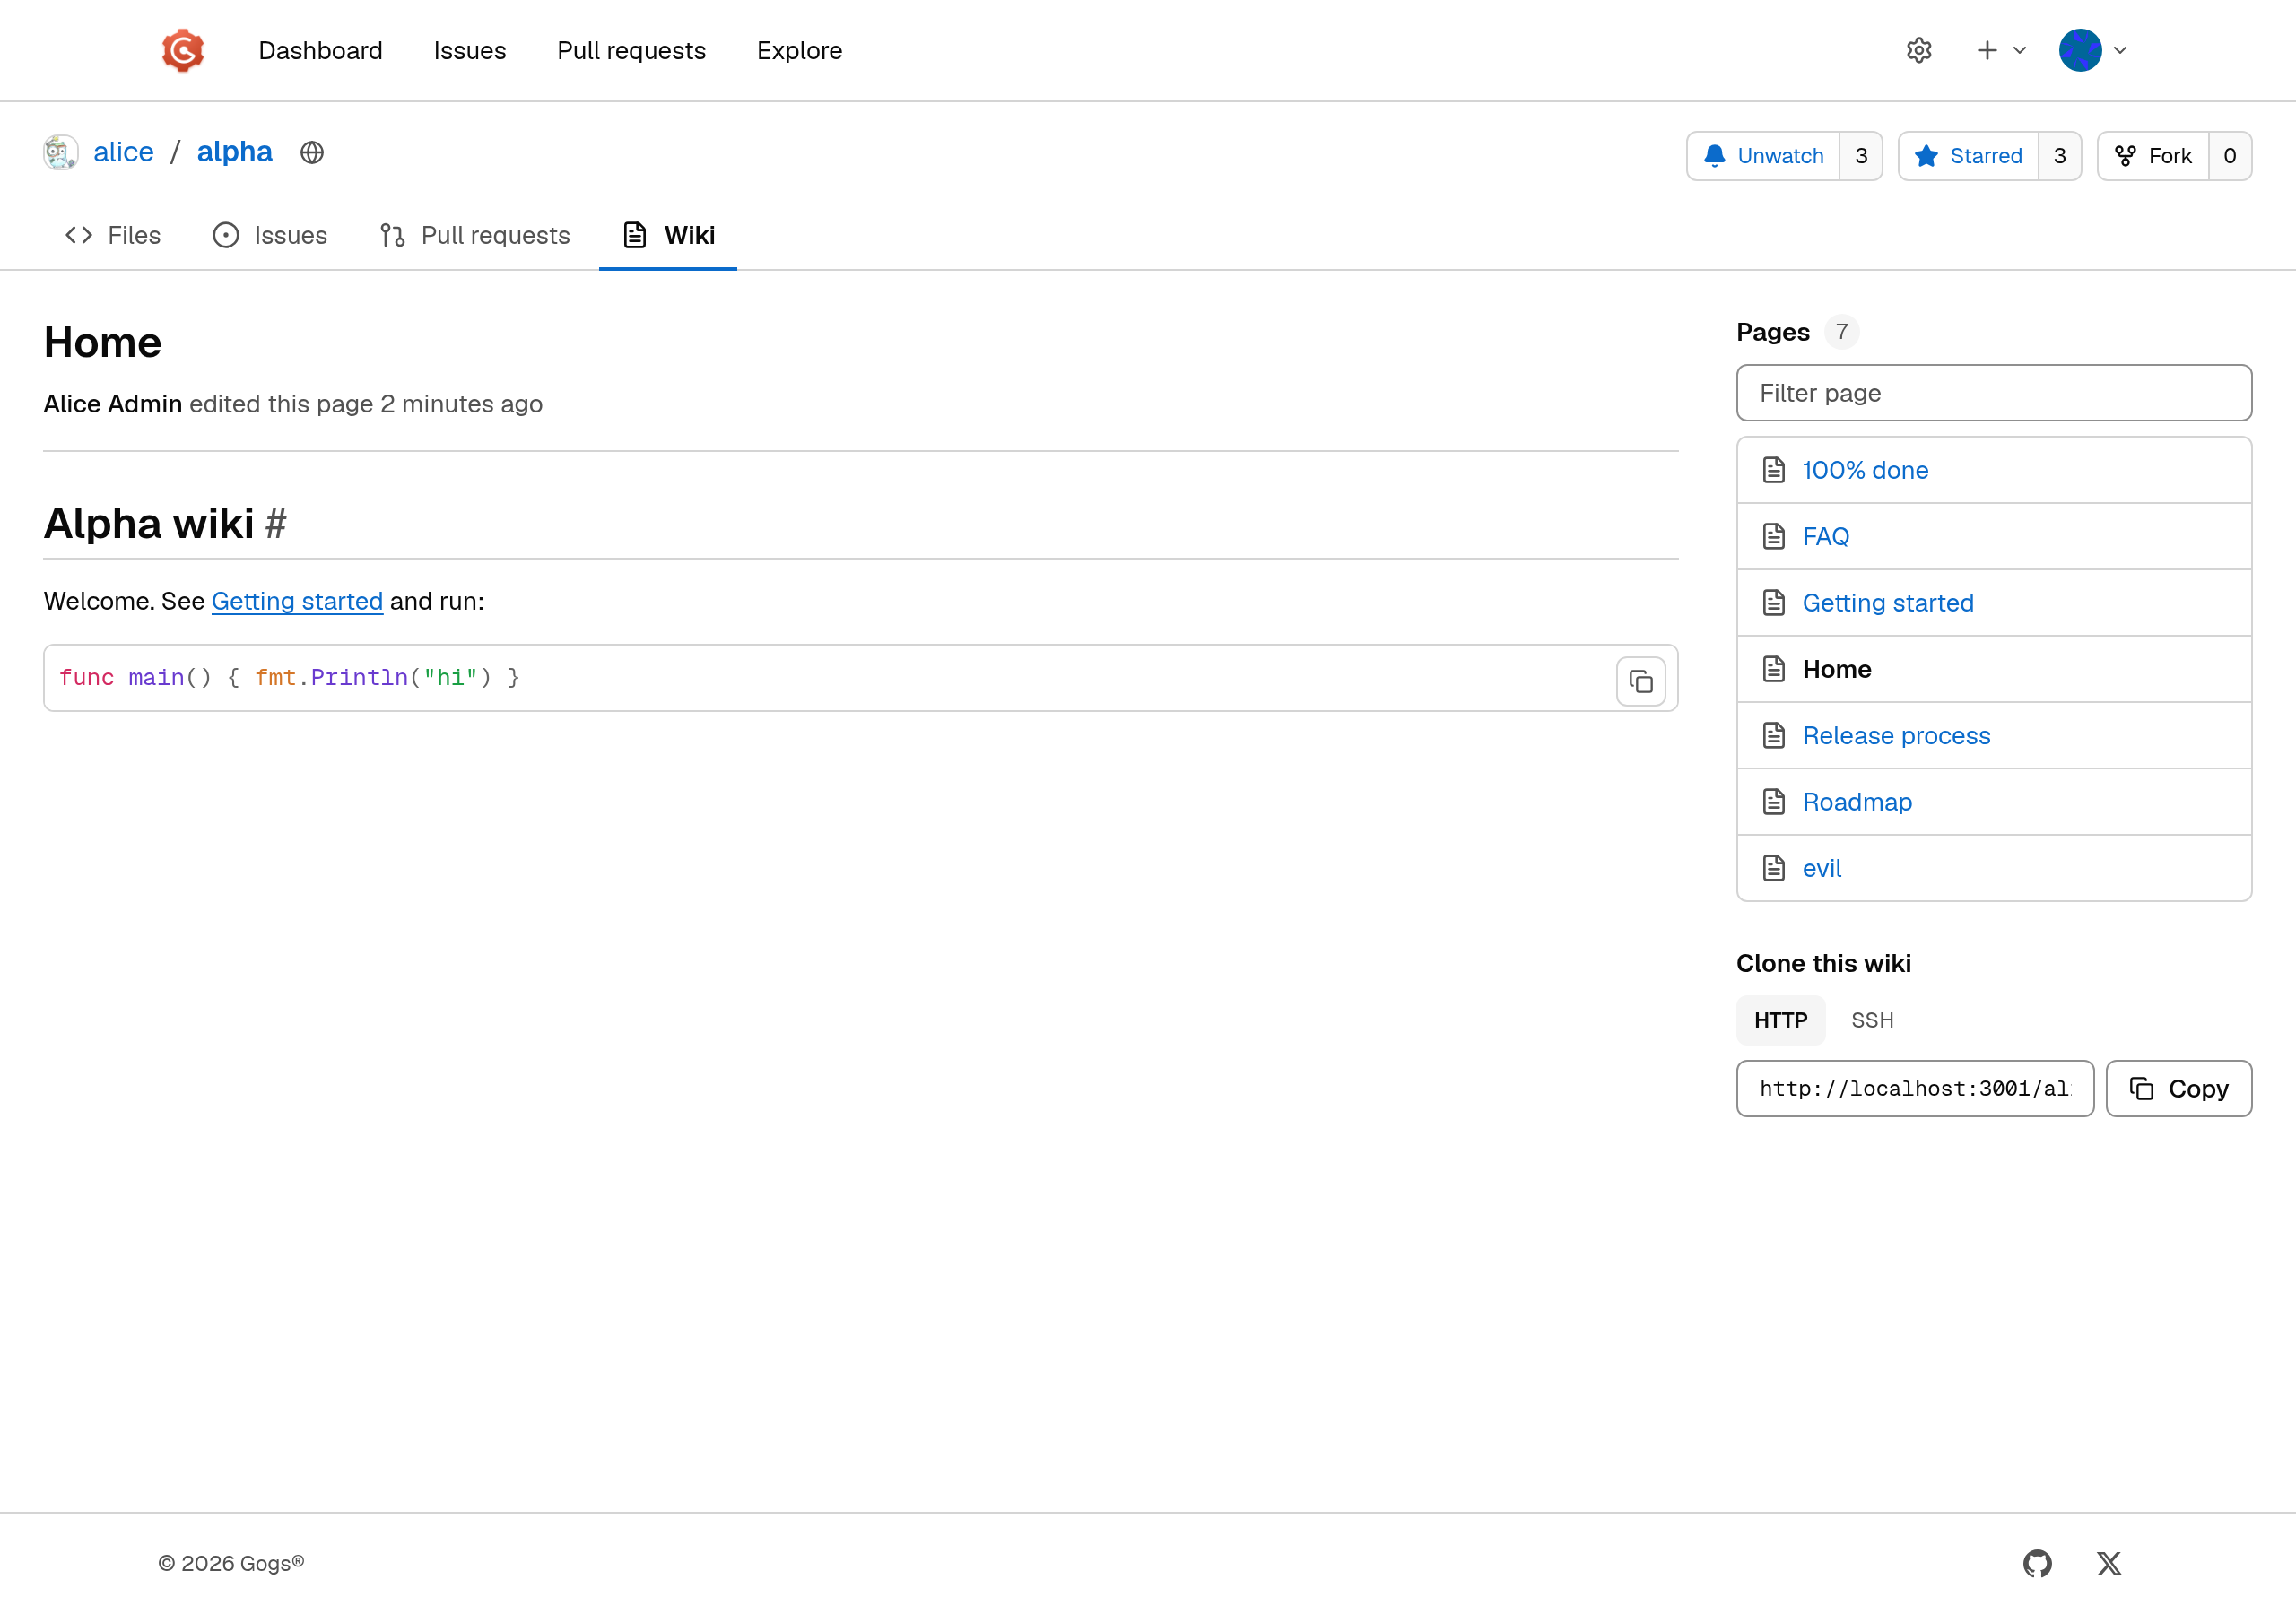 Dashboard Issues Pull requests Explore
alice / alpha
Unwatch 3 Starred 3 Fork 0
Files Issues Pull requests Wiki
Home
Alice Admin edited this page 2 minutes ago
Alpha wiki #
Welcome. See Getting started and run:
func main() { fmt.Println("hi") }
Pages 7
Filter page
100% done
FAQ
Getting started
Home
Release process
Roadmap
evil
Clone this wiki
HTTP SSH
http://localhost:3001/al
Copy
© 2026 Gogs®